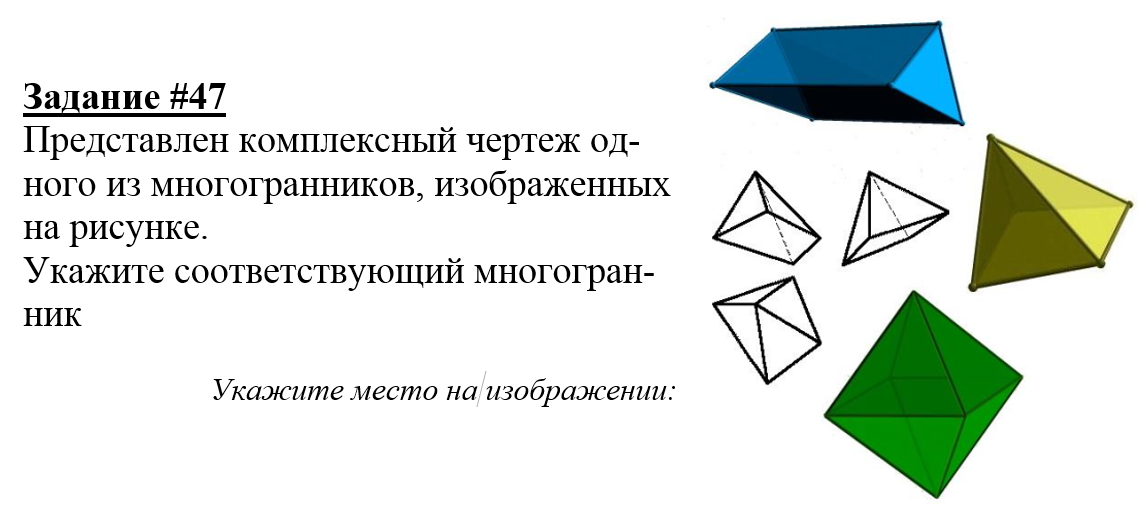 Задание #47
Представлен комплексный чертеж од-
ного из многогранников, изображенных
на рисунке.
Укажите соответствующий многогран-
ник
Укажите место на изображении: